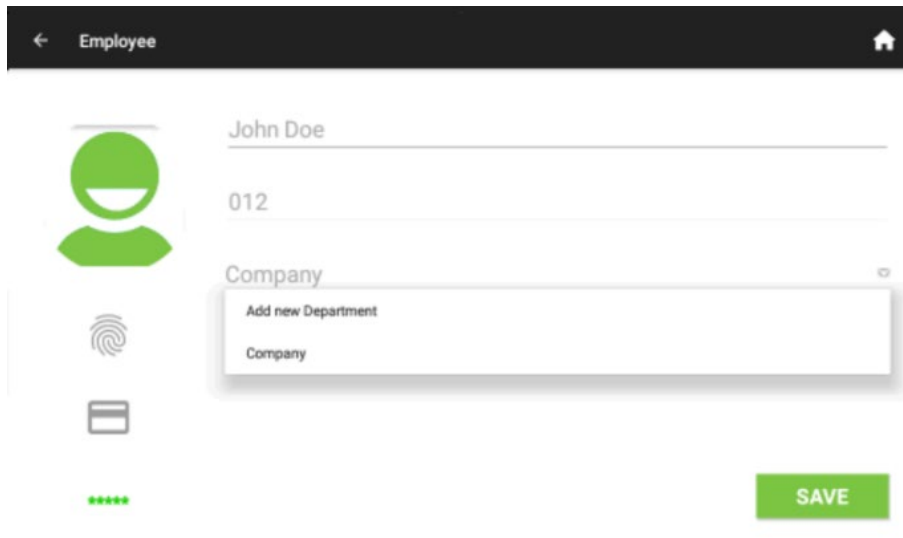 Employee
John Doe
012
Company
Add new Department
Company
*****
SAVE